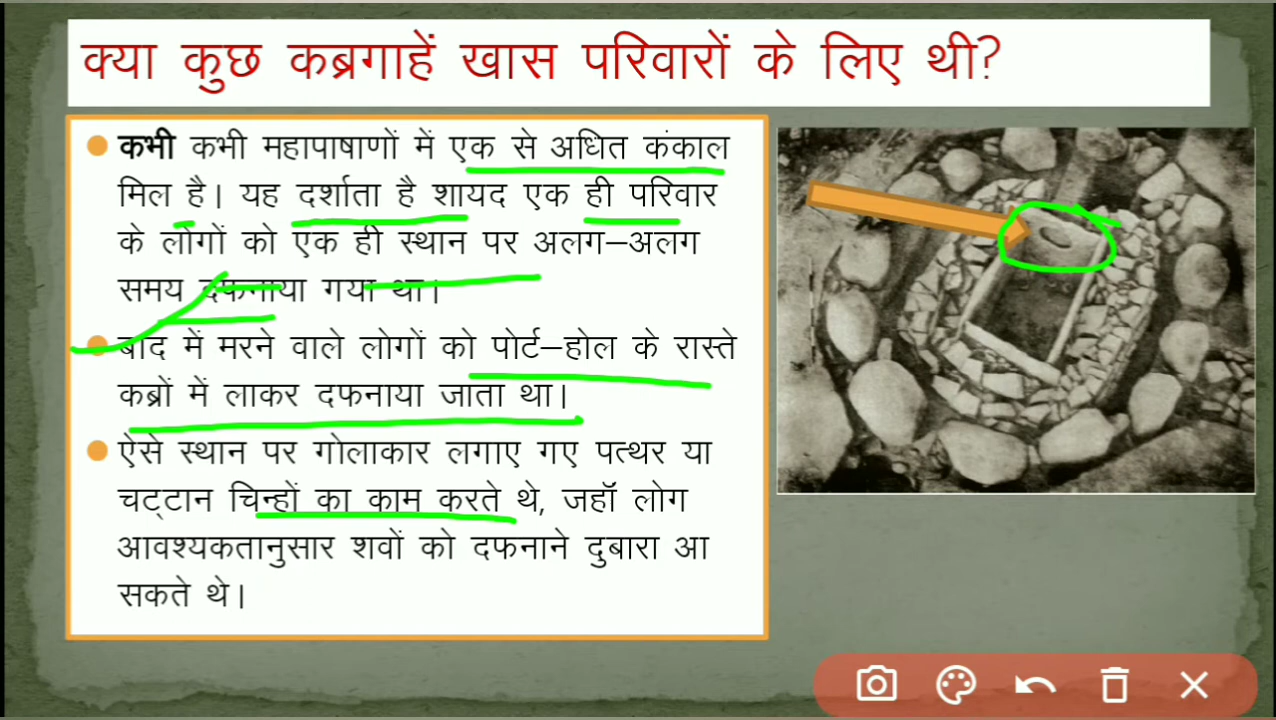 क्या कुछ कब्रगाहें खास परिवारों के लिए थी?
कभी कभी महापाषाणों में एक से अधित कंकाल
मिल है। यह दर्शाता है शायद एक ही परिवार
के लोगों को एक ही स्थान पर अलग–अलग
समय दफनाया गया था।
बाद में मरने वाले लोगों को पोर्ट–होल के रास्ते
कब्रों में लाकर दफनाया जाता था।
ऐसे स्थान पर गोलाकार लगाए गए पत्थर या
चट्टान चिन्हों का काम करते थे, जहॉ लोग
आवश्यकतानुसार शवों को दफनाने दुबारा आ
सकते थे।